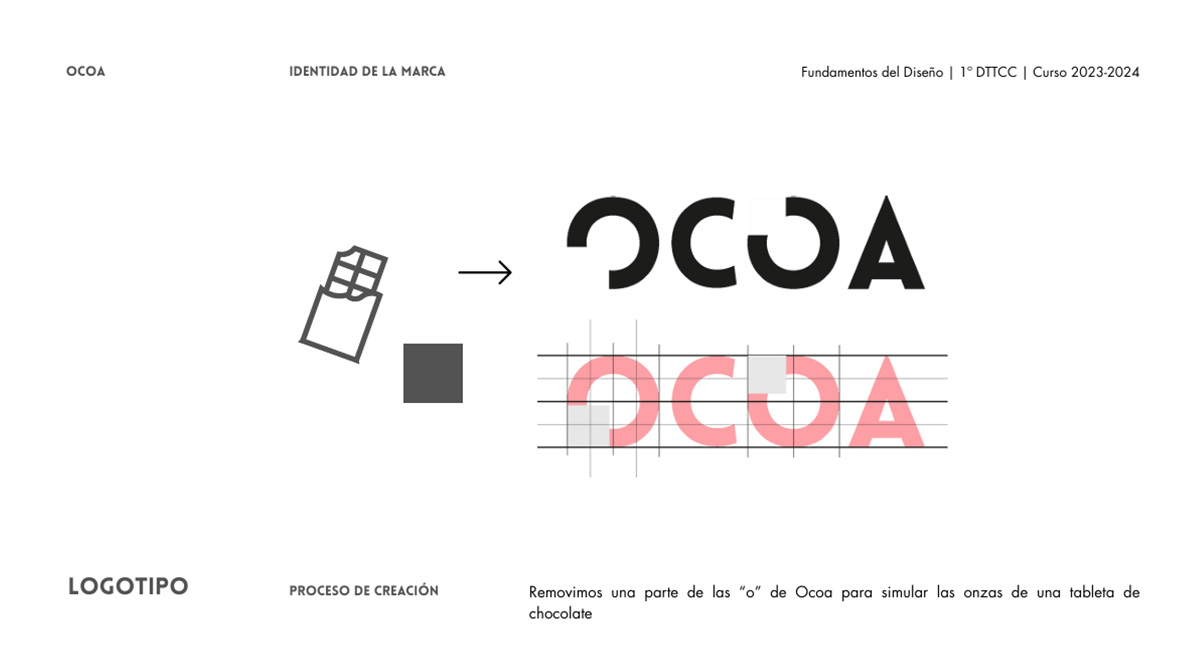 OCOA
IDENTIDAD DE LA MARCA
Fundamentos del Diseño | 1º DTTCC | Curso 2023-2024
OCOA
OCOA
LOGOTIPO
PROCESO DE CREACIÓN
Removimos una parte de las “o” de Ocoa para simular las onzas de una tableta de
chocolate